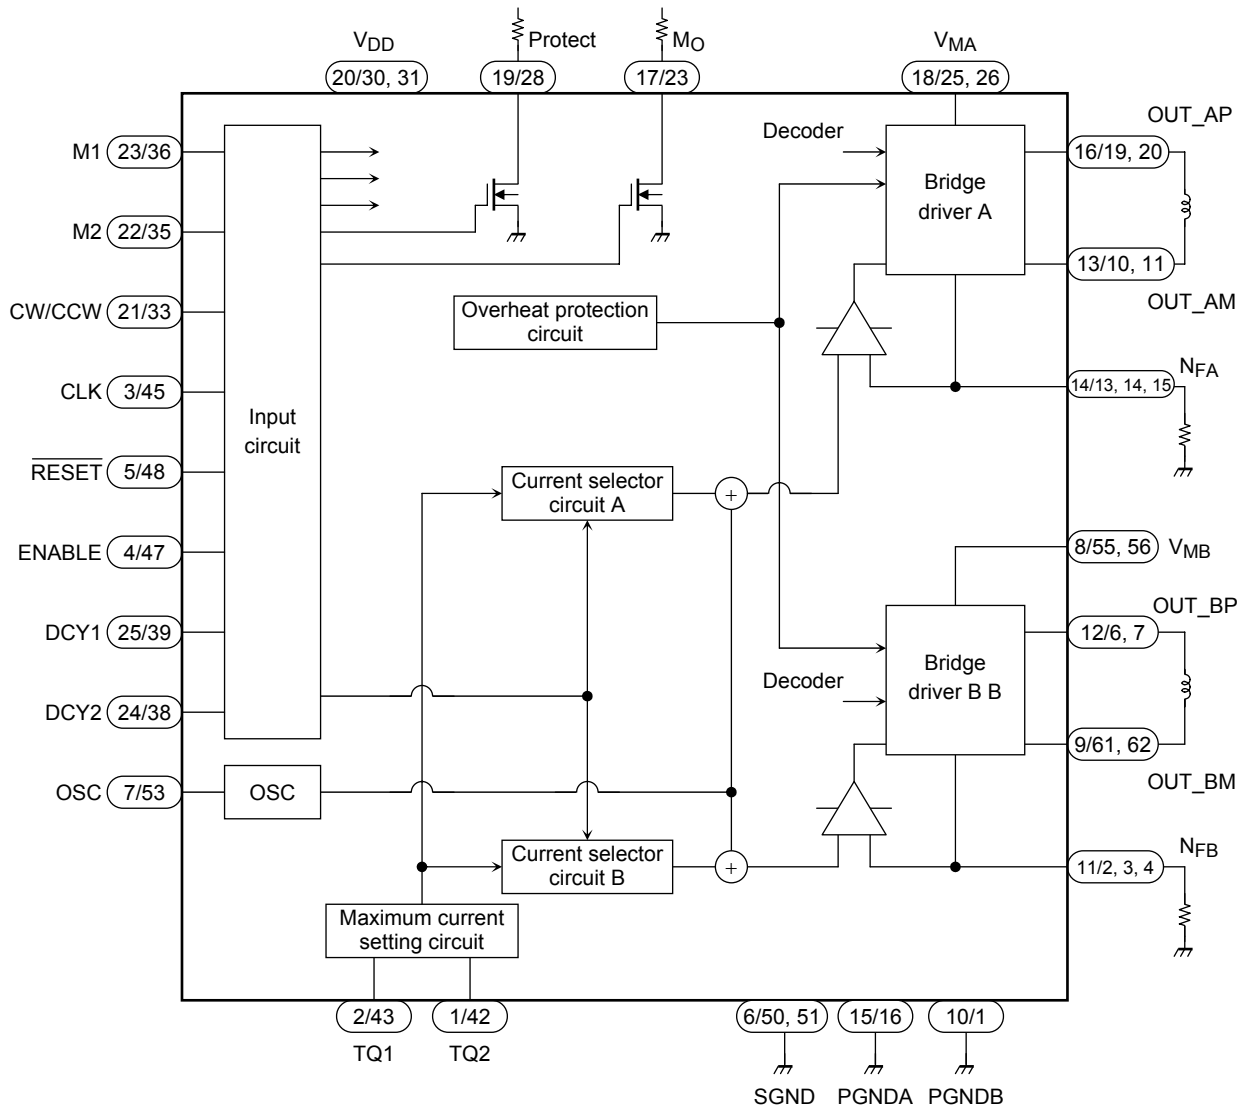 VDD
Protect
MO
VMA
20/30, 31
19/28
17/23
18/25, 26
OUT_AP
M1 23/36
Decoder
16/19, 20
Bridge
driver A
M2 22/35
13/10, 11
OUT_AM
CW/CCW 21/33
Overheat protection
circuit
NFA
CLK 3/45
14/13, 14, 15
Input
circuit
RESET 5/48
Current selector
circuit A
+
ENABLE 4/47
8/55, 56 VMB
OUT_BP
DCY1 25/39
12/6, 7
Bridge
driver B B
Decoder
DCY2 24/38
9/61, 62
OUT_BM
OSC 7/53
OSC
NFB
Current selector
circuit B
+
11/2, 3, 4
Maximum current
setting circuit
2/43
1/42
6/50, 51
15/16
10/1
TQ1
TQ2
SGND
PGNDA
PGNDB